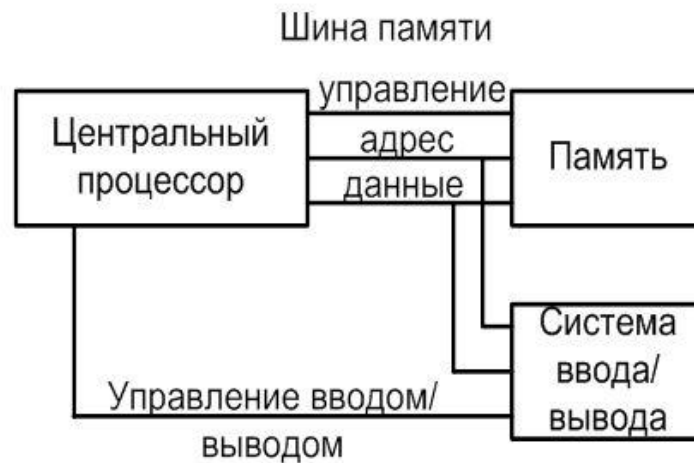 Шина памяти
управление
Центральный
процессор
адрес
данные
Память
Система
ввода/
вывода
Управление вводом/
выводом